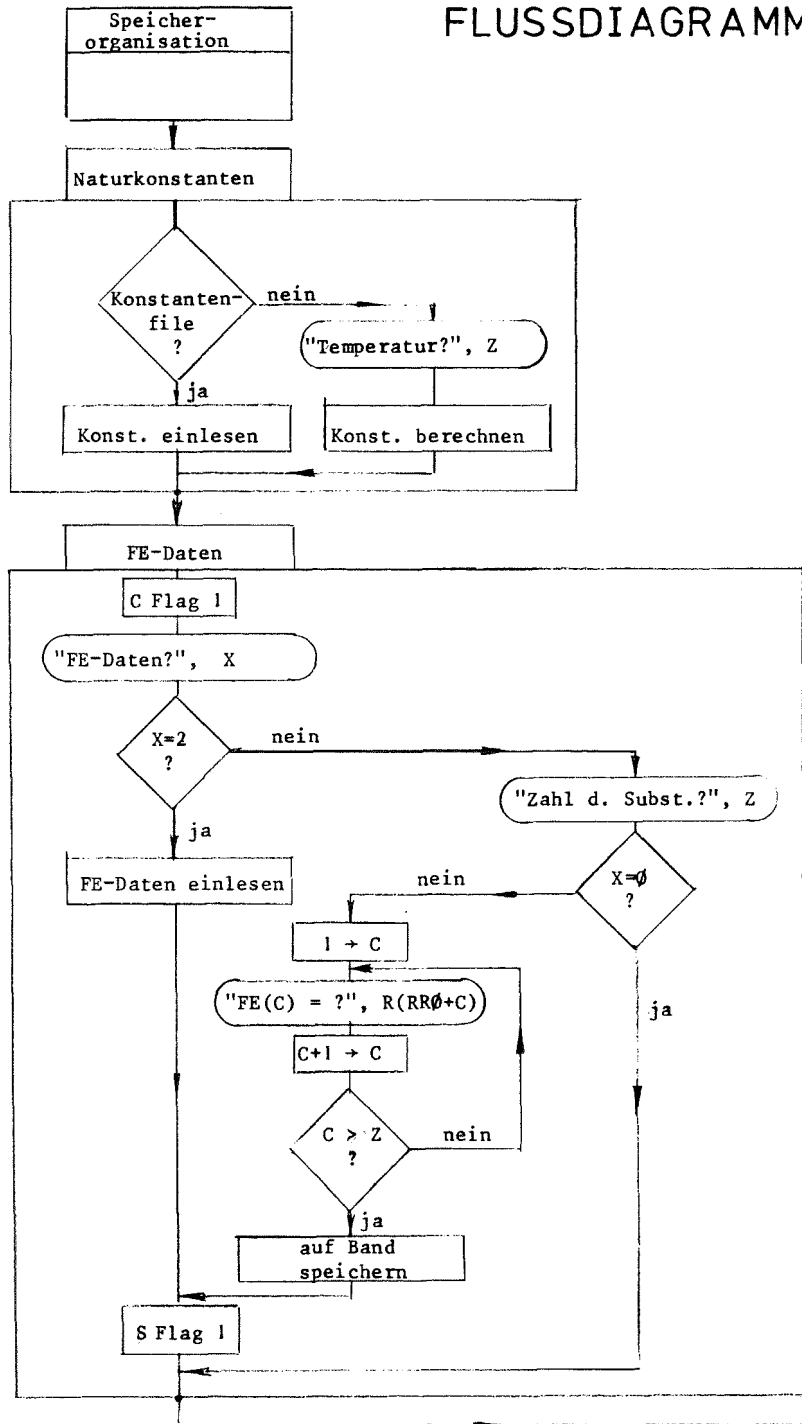 FLUSSDIAGRAMM
Speicher-
organisation
Naturkonstanten
Konstanten-
file
?
nein
"Temperatur?", Z
ja
Konst. einlesen
Konst. berechnen
FE-Daten
C Flag 1
"FE-Daten?", X
X=2
?
nein
"Zahl d. Subst.?", Z
ja
FE-Daten einlesen
X=Ø
?
nein
1 → C
"FE(C) = ?", R(RRØ+C)
ja
C+1 → C
C > Z
?
nein
ja
auf Band
speichern
S Flag 1